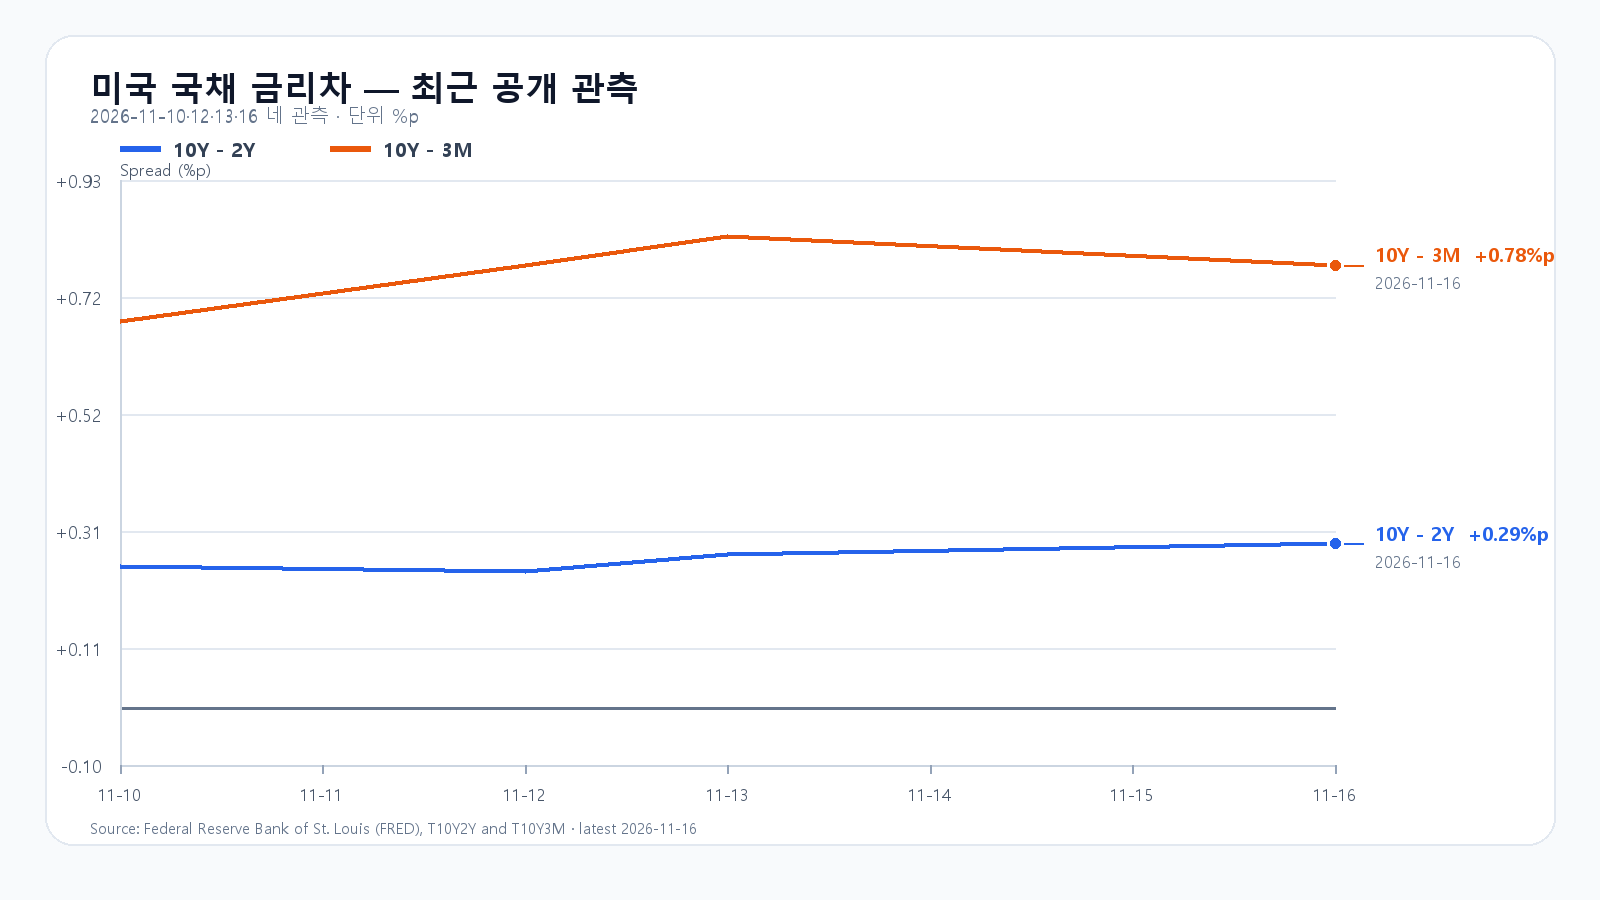 미국 국채 금리차 — 최근 공개 관측
2026-11-10·12·13·16 네 관측 · 단위 %p
10Y - 2Y
10Y - 3M
Spread (%p)
+0.93
+0.72
+0.52
+0.31
+0.11
-0.10
10Y - 3M +0.78%p
2026-11-16
10Y - 2Y +0.29%p
2026-11-16
11-10
11-11
11-12
11-13
11-14
11-15
11-16
Source: Federal Reserve Bank of St. Louis (FRED), T10Y2Y and T10Y3M · latest 2026-11-16